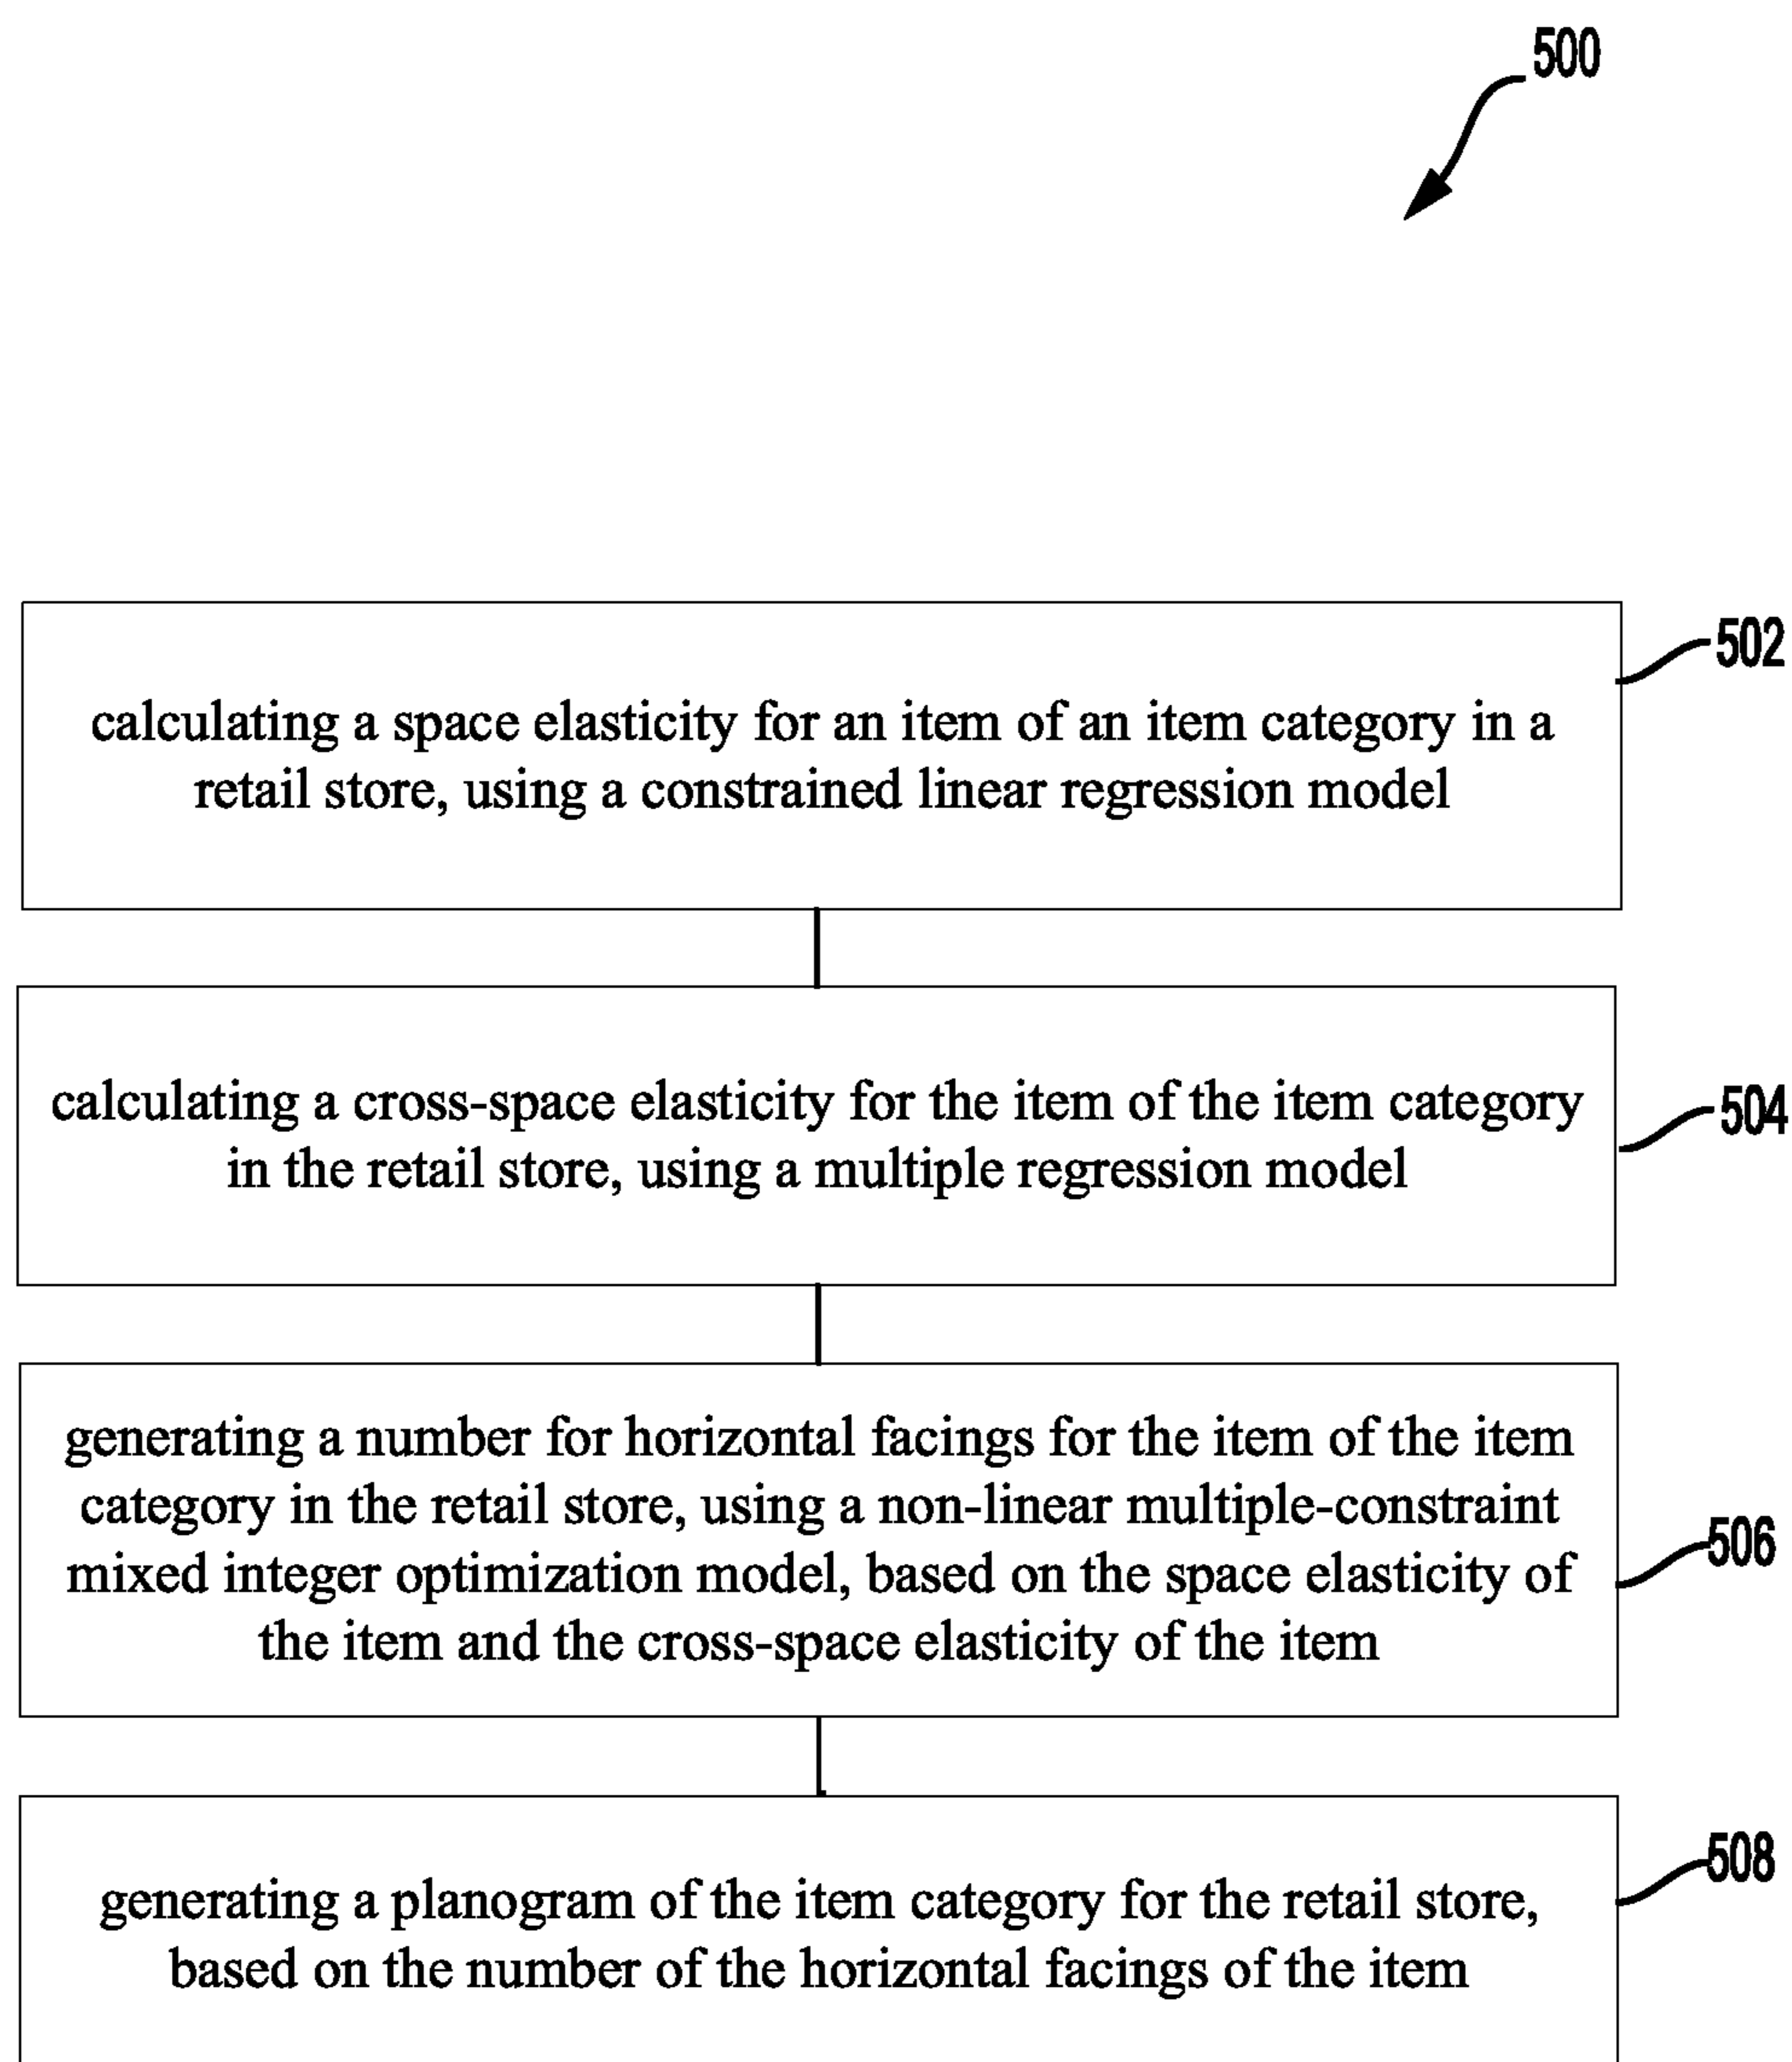 500
502
calculating a space elasticity for an item of an item category in a
retail store, using a constrained linear regression model
504
calculating a cross-space elasticity for the item of the item category
in the retail store, using a multiple regression model
generating a number for horizontal facings for the item of the item
category in the retail store, using a non-linear multiple-constraint
506
mixed integer optimization model, based on the space elasticity of
the item and the cross-space elasticity of the item
508
generating a planogram of the item category for the retail store,
based on the number of the horizontal facings of the item